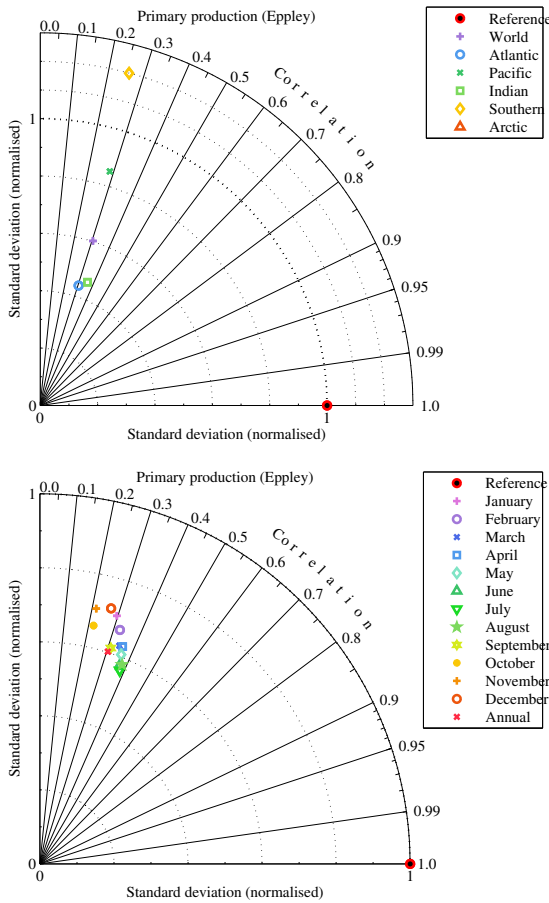 Primary production (Eppley)
0.0 0.1 0.2 0.3 0.4 0.5 0.6 0.7 0.8 0.9 0.95 0.99 1.0
Correlation
Standard deviation (normalised)
1
0
0 1
Standard deviation (normalised)
Reference
World
Atlantic
Pacific
Indian
Southern
Arctic
Primary production (Eppley)
1
0.0 0.1 0.2 0.3 0.4 0.5 0.6 0.7 0.8 0.9 0.95 0.99 1.0
Correlation
Standard deviation (normalised)
0
0 1
Standard deviation (normalised)
Reference
January
February
March
April
May
June
July
August
September
October
November
December
Annual